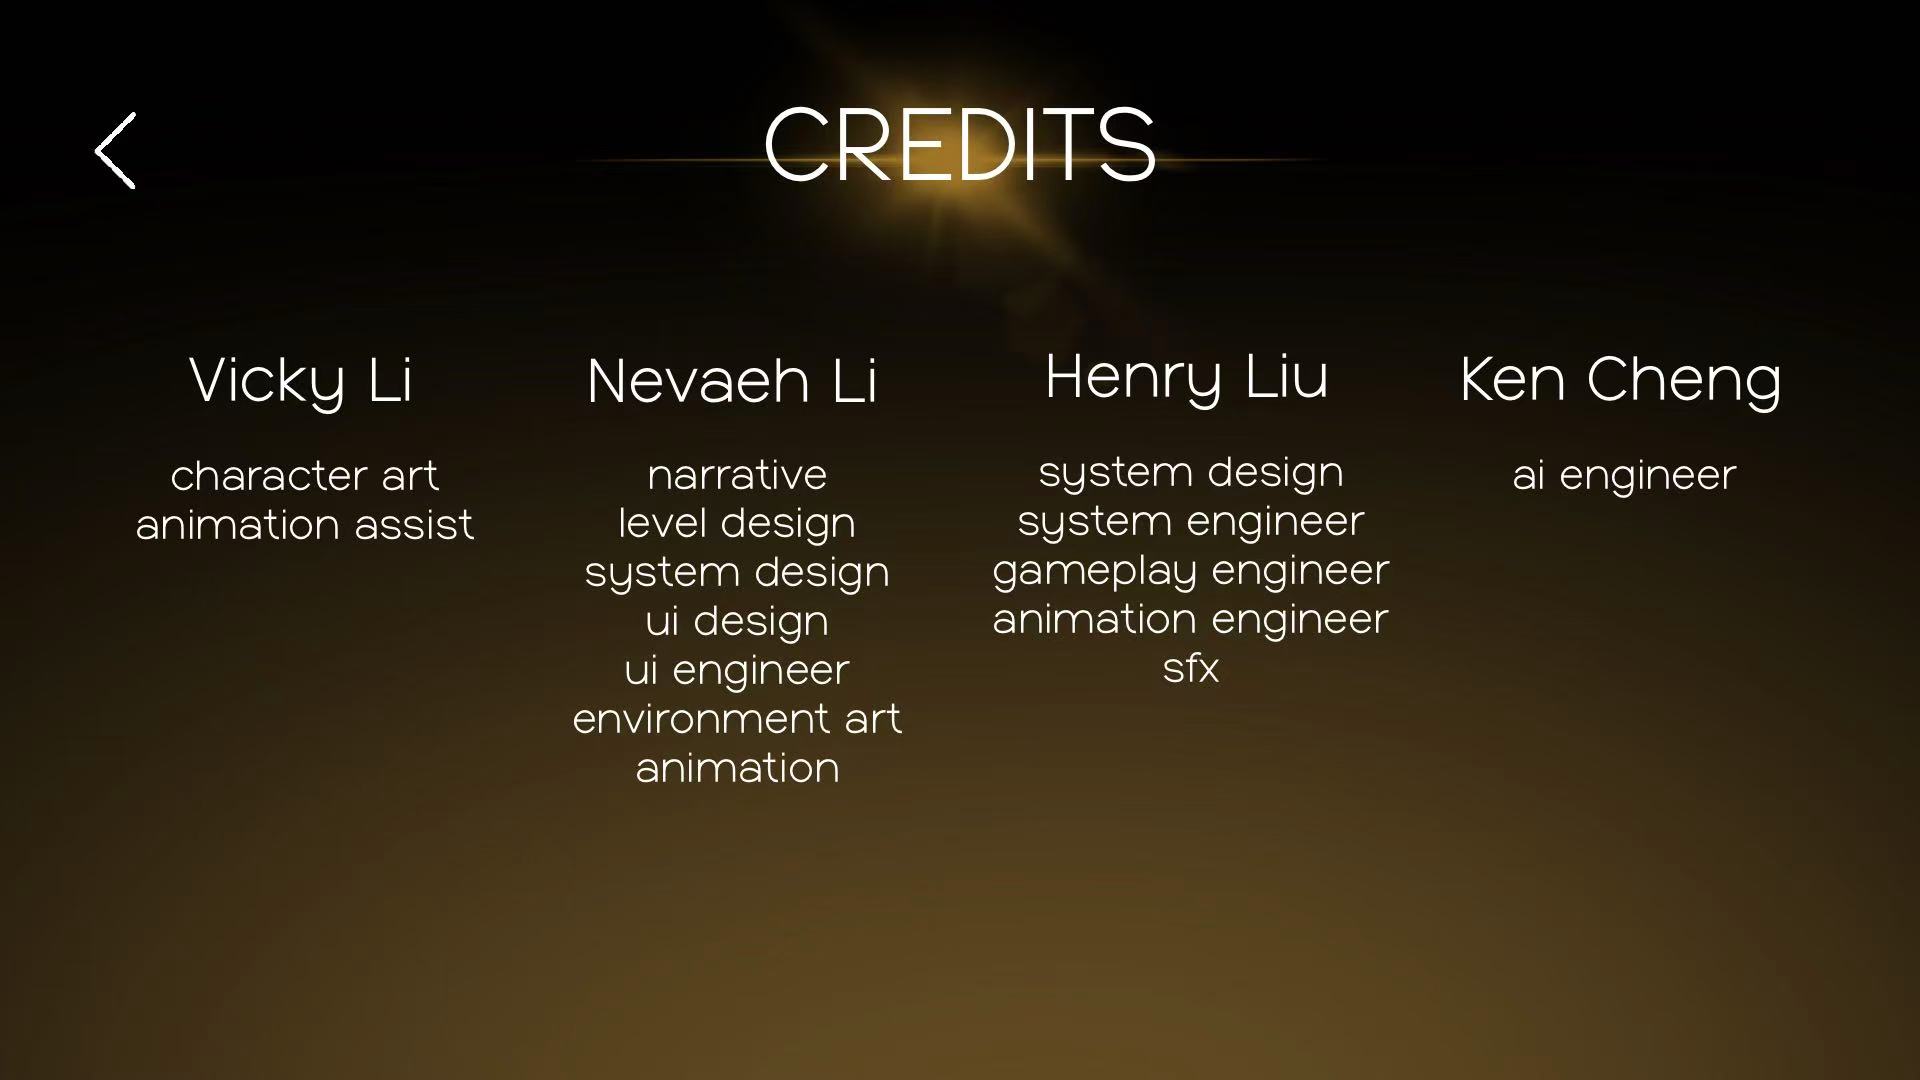 CREDITS
Vicky Li
character art
animation assist
Nevaeh Li
narrative
level design
system design
ui design
ui engineer
environment art
animation
Henry Liu
system design
system engineer
gameplay engineer
animation engineer
sfx
Ken Cheng
ai engineer